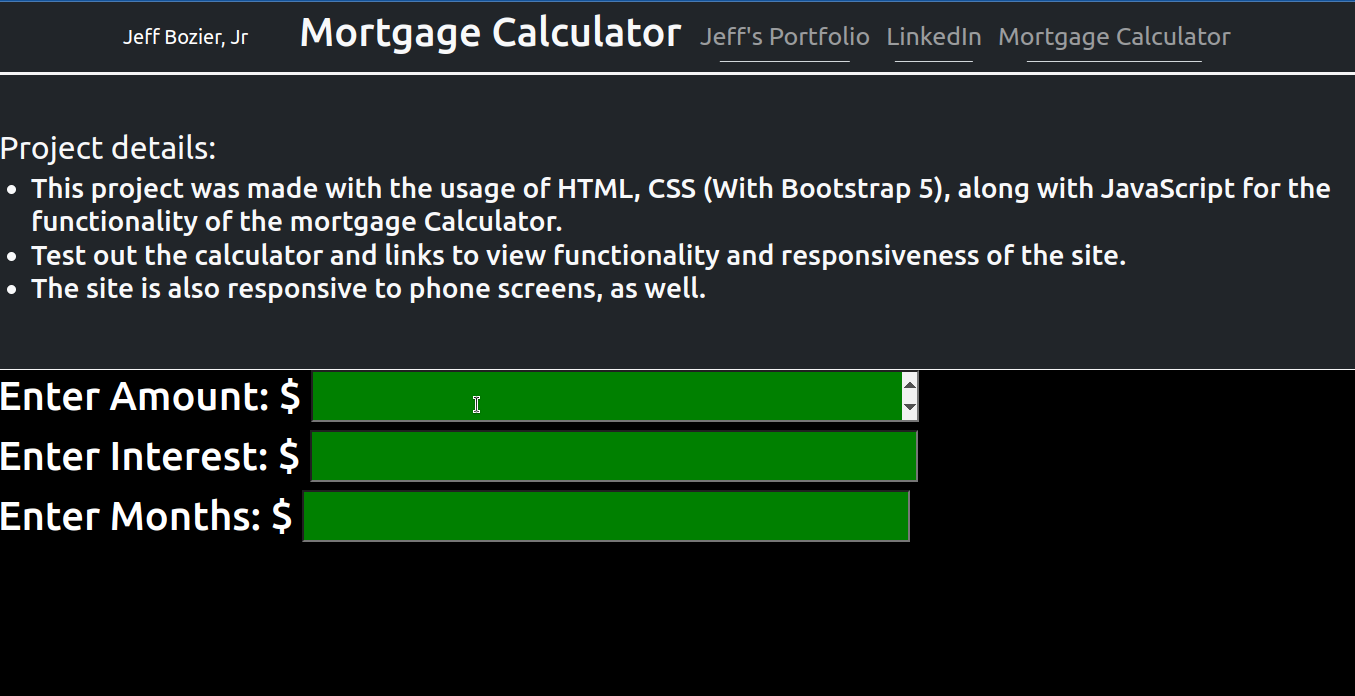 Jeff Bozier, Jr Mortgage Calculator Jeff's Portfolio LinkedIn Mortgage Calculator
Project details:
• This project was made with the usage of HTML, CSS (With Bootstrap 5), along with JavaScript for the
functionality of the mortgage Calculator.
• Test out the calculator and links to view functionality and responsiveness of the site.
• The site is also responsive to phone screens, as well.
Enter Amount: $
Enter Interest: $
Enter Months: $